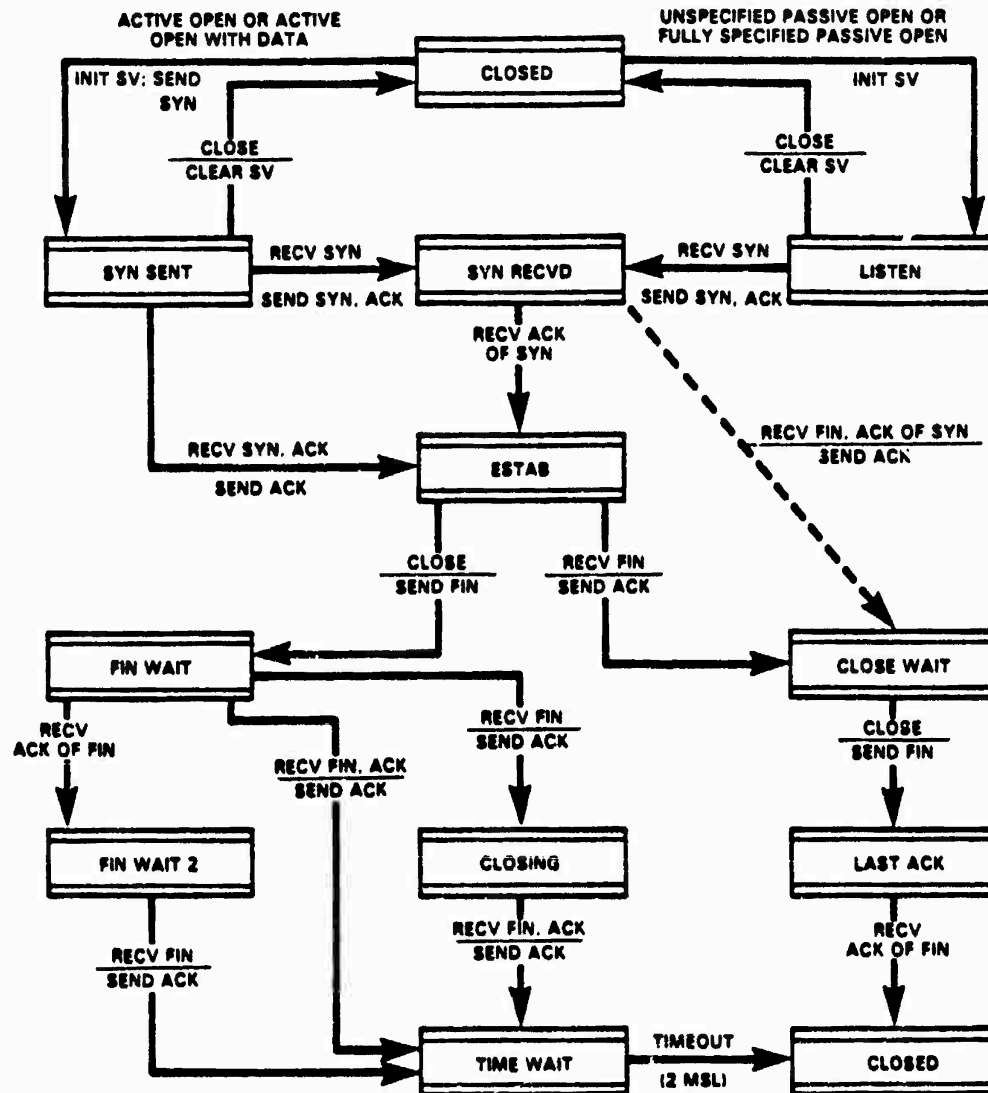 ACTIVE OPEN OR ACTIVE
OPEN WITH DATA
UNSPECIFIED PASSIVE OPEN OR
FULLY SPECIFIED PASSIVE OPEN
CLOSED
INIT SV; SEND
SYN
INIT SV
CLOSE
CLEAR SV
CLOSE
CLEAR SV
SYN SENT
RECV SYN
SEND SYN, ACK
SYN RECVD
RECV SYN
SEND SYN, ACK
LISTEN
RECV ACK
OF SYN
RECV SYN, ACK
SEND ACK
ESTAB
RECV FIN, ACK OF SYN
SEND ACK
CLOSE
SEND FIN
RECV FIN
SEND ACK
FIN WAIT
CLOSE WAIT
RECV
ACK OF FIN
RECV FIN, ACK
SEND ACK
RECV FIN
SEND ACK
CLOSE
SEND FIN
FIN WAIT 2
CLOSING
LAST ACK
RECV FIN
SEND ACK
RECV FIN, ACK
SEND ACK
RECV
ACK OF FIN
TIME WAIT
TIMEOUT
(2 MSL)
CLOSED